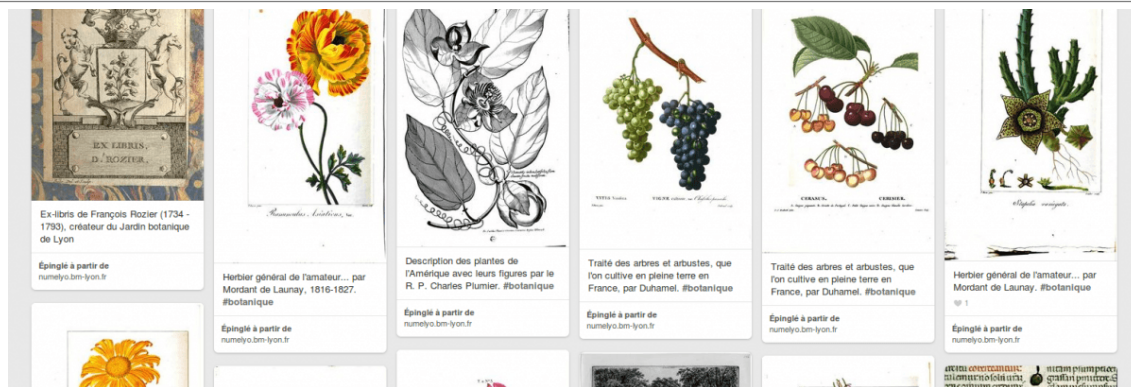 EX LIBRIS,
D. ROZIER.
Ex-libris de François Rozier (1734 -
1793), créateur du Jardin botanique
de Lyon
Épinglé à partir de
numelyo.bm-lyon.fr
Ranunculus Asiaticus,
Herbier général de l'amateur... par
Mordant de Launay, 1816-1827.
#botanique
Épinglé à partir de
numelyo.bm-lyon.fr
Description des plantes de
l'Amérique avec leurs figures par le
R. P. Charles Plumier. #botanique
Épinglé à partir de
numelyo.bm-lyon.fr
VITIS
VIGNE
Traité des arbres et arbustes, que
l'on cultive en pleine terre en
France, par Duhamel. #botanique
Épinglé à partir de
numelyo.bm-lyon.fr
CERASUS. CERISIER.
Traité des arbres et arbustes, que
l'on cultive en pleine terre en
France, par Duhamel. #botanique
Épinglé à partir de
numelyo.bm-lyon.fr
Stapelia variegata.
Herbier général de l'amateur... par
Mordant de Launay. #botanique
1
Épinglé à partir de
numelyo.bm-lyon.fr